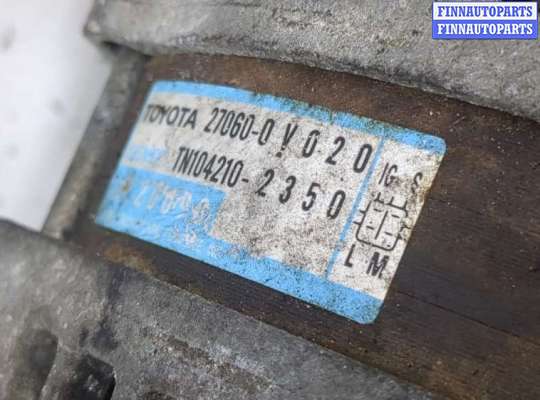 FINNAUTOPARTS
FINNAUTOPARTS
TOYOTA 27060-0V020
TN104210-2350
IG S
L M